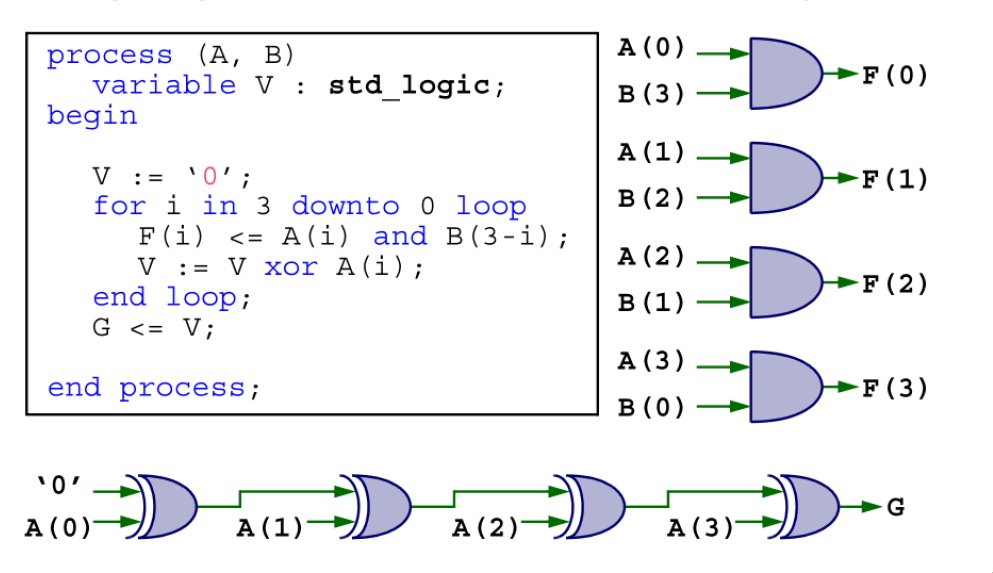 process (A, B)
variable V : std_logic;
begin
V := ‘0’;
for i in 3 downto 0 loop
F(i) <= A(i) and B(3-i);
V := V xor A(i);
end loop;
G <= V;
end process;
A(0)
B(3)
F(0)
A(1)
B(2)
F(1)
A(2)
B(1)
F(2)
A(3)
B(0)
F(3)
‘0’
A(0)
A(1)
A(2)
A(3)
G